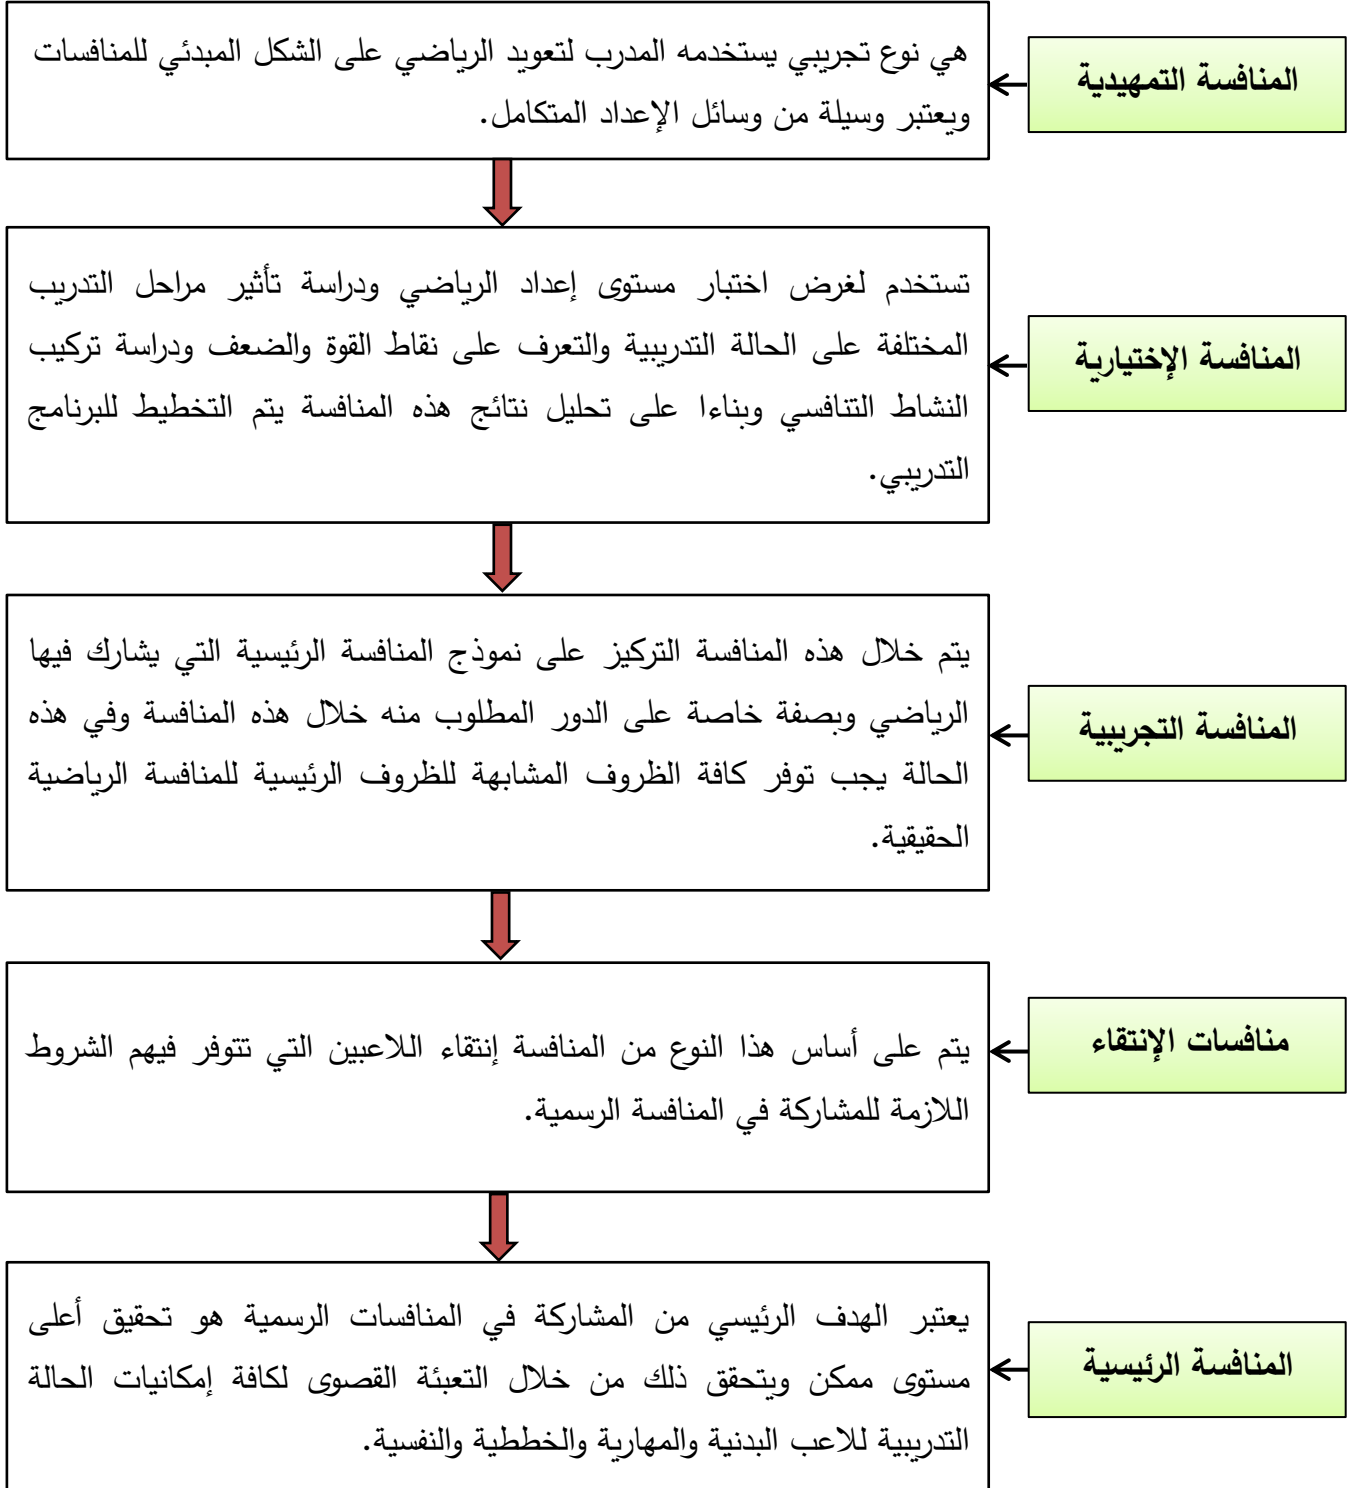 المنافسة التمهيدية
هي نوع تجريبي يستخدمه المدرب لتعويد الرياضي على الشكل المبدئي للمنافسات
ويعتبر وسيلة من وسائل الإعداد المتكامل.
المنافسة الإختيارية
تستخدم لغرض اختبار مستوى إعداد الرياضي ودراسة تأثير مراحل التدريب
المختلفة على الحالة التدريبية والتعرف على نقاط القوة والضعف ودراسة تركيب
النشاط التنافسي وبناءا على تحليل نتائج هذه المنافسة يتم التخطيط للبرنامج
التدريبي.
المنافسة التجريبية
يتم خلال هذه المنافسة التركيز على نموذج المنافسة الرئيسية التي يشارك فيها
الرياضي وبصفة خاصة على الدور المطلوب منه خلال هذه المنافسة وفي هذه
الحالة يجب توفر كافة الظروف المشابهة للظروف الرئيسية للمنافسة الرياضية
الحقيقية.
منافسات الإنتقاء
يتم على أساس هذا النوع من المنافسة إنتقاء اللاعبين التي تتوفر فيهم الشروط
اللازمة للمشاركة في المنافسة الرسمية.
المنافسة الرئيسية
يعتبر الهدف الرئيسي من المشاركة في المنافسات الرسمية هو تحقيق أعلى
مستوى ممكن ويتحقق ذلك من خلال التعبئة القصوى لكافة إمكانيات الحالة
التدريبية للاعب البدنية والمهارية والخططية والنفسية.